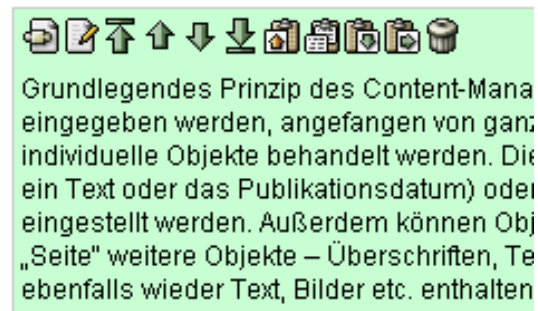 Grundlegendes Prinzip des Content-Mana
eingegeben werden, angefangen von ganz
individuelle Objekte behandelt werden. Die
ein Text oder das Publikationsdatum) oder
eingestellt werden. Außerdem können Obj
„Seite" weitere Objekte – Überschriften, Te
ebenfalls wieder Text, Bilder etc. enthalten